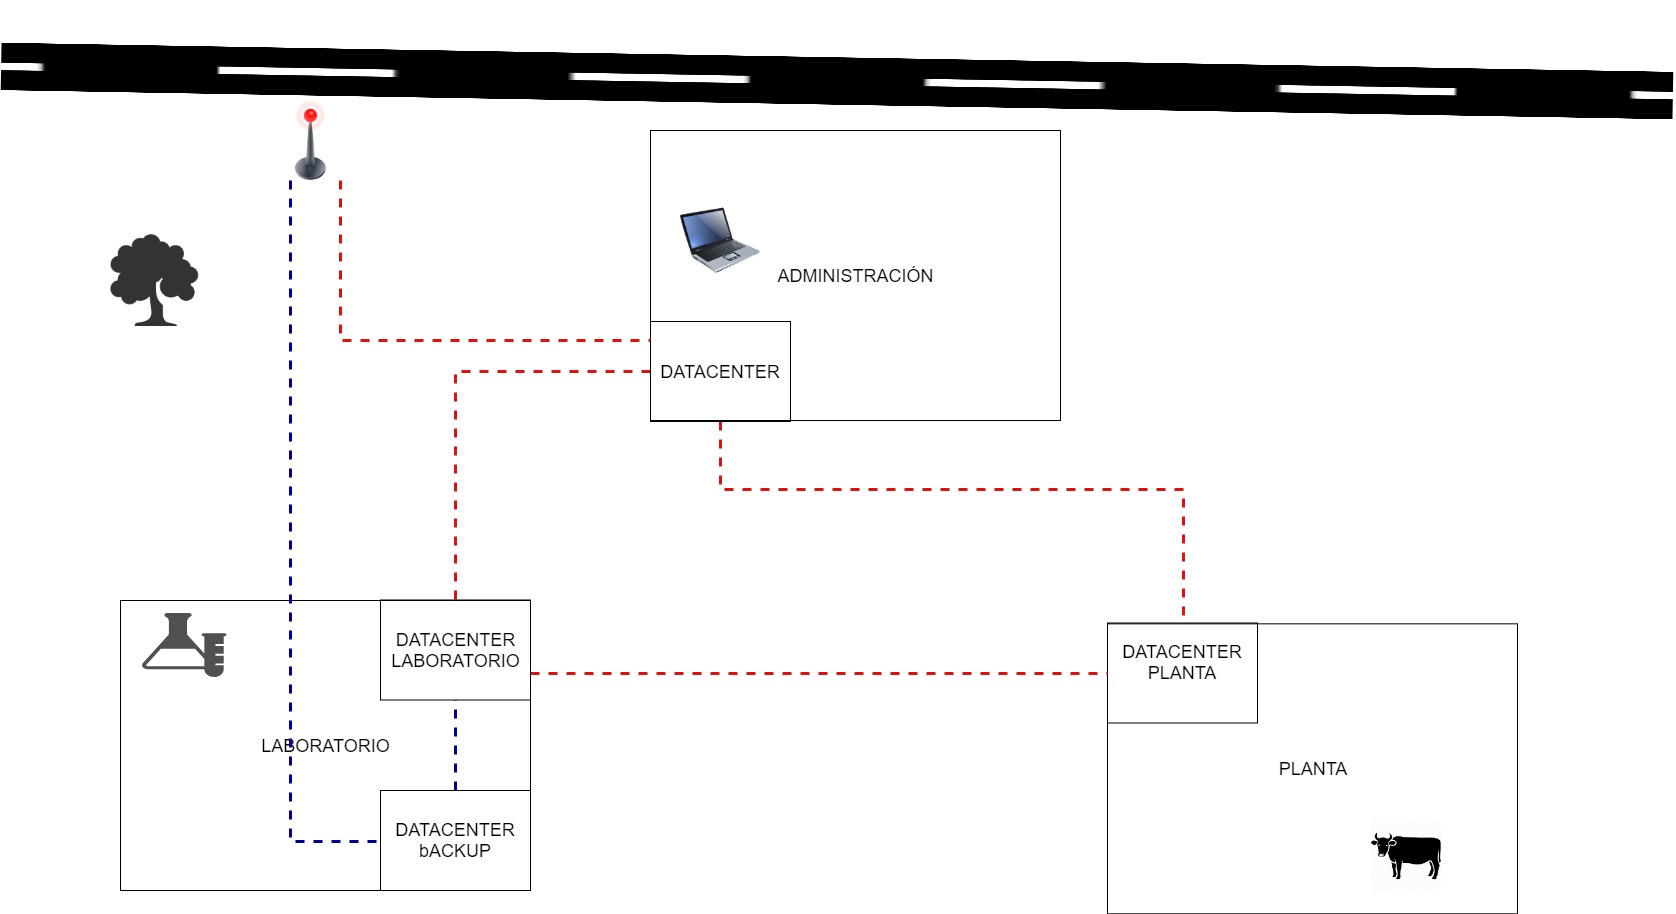 ADMINISTRACIÓN
DATACENTER
DATACENTER
LABORATORIO
DATACENTER
PLANTA
LABORATORIO
PLANTA
DATACENTER
bACKUP